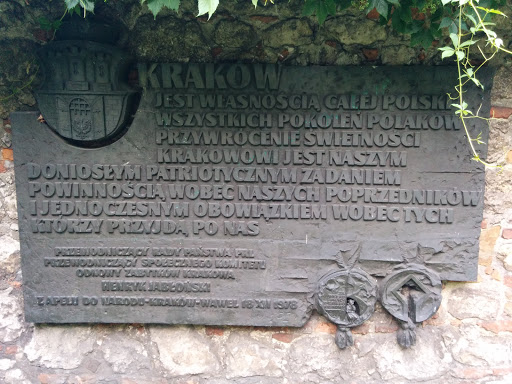 KRAKÓW
JEST WŁASNOŚCIĄ CAŁEJ POLSKI
WSZYSTKICH POKOLEŃ POLAKÓW
PRZYWRÓCENIE ŚWIETNOŚCI
KRAKOWOWI JEST NASZYM
DONIOSŁYM PATRIOTYCZNYM ZADANIEM
POWINNOŚCIĄ WOBEC NASZYCH POPRZEDNIKÓW
I JEDNOCZESNYM OBOWIĄZKIEM WOBEC TYCH
KTÓRZY PRZYJDĄ PO NAS
PRZEWODNICZĄCY RADY PAŃSTWA PRL
PRZEWODNICZĄCY SPOŁECZNEGO KOMITETU
ODNOWY ZABYTKÓW KRAKOWA
HENRYK JABŁOŃSKI
Z APELU DO NARODU-KRAKÓW-WAWEL 18 XII 1978